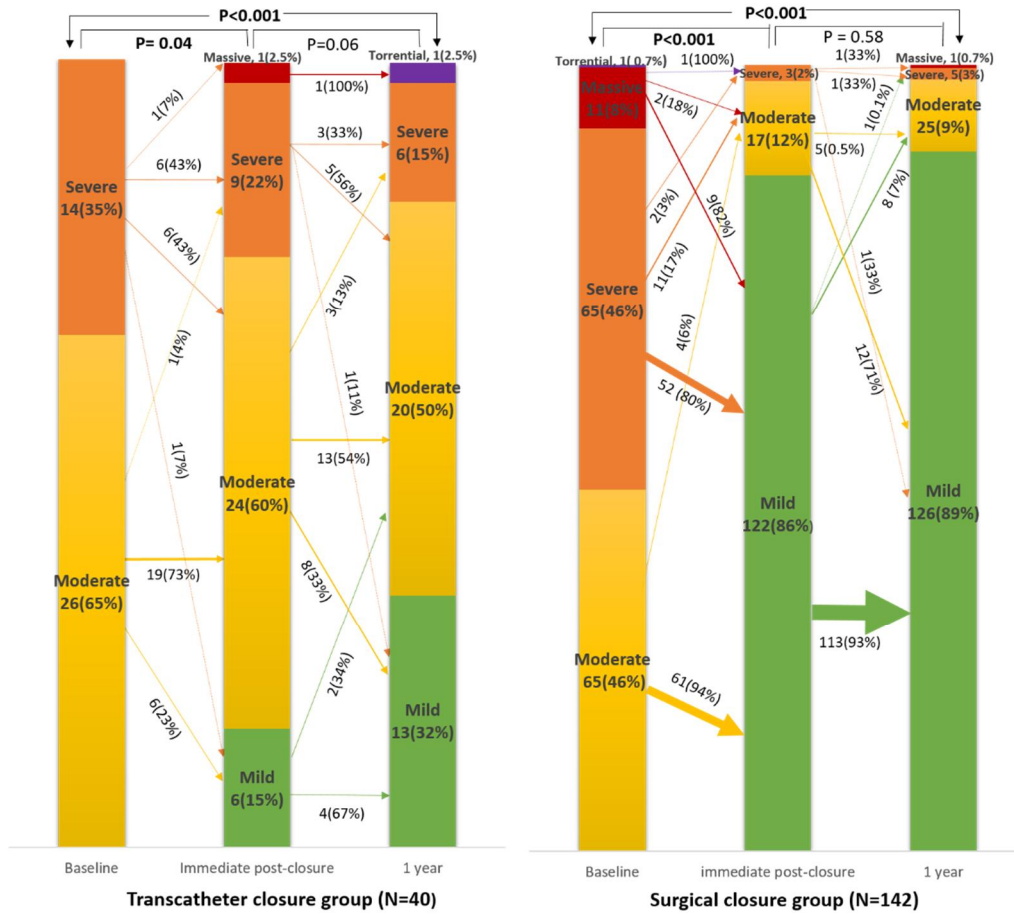 P<0.001
P= 0.04
P=0.06
Massive, 1(2.5%)
Torrential, 1(2.5%)
1(7%)
1(100%)
6(43%)
3(33%)
Severe
14(35%)
Severe
9(22%)
Severe
6(15%)
5(56%)
6(43%)
3(13%)
1(4%)
1(11%)
Moderate
20(50%)
1(7%)
13(54%)
Moderate
24(60%)
Moderate
26(65%)
19(73%)
8(33%)
2(34%)
6(23%)
Mild
13(32%)
Mild
6(15%)
4(67%)
Baseline
Immediate post-closure
1 year
Transcatheter closure group (N=40)
P<0.001
P<0.001
P = 0.58
Torrential, 1( 0.7%)
1(100%)
1(33%)
Massive, 1(0.7%)
Severe, 3(2%)
Severe, 5(3%)
1(33%)
Massive
11(8%)
2(18%)
1(0.1%)
Moderate
17(12%)
Moderate
25(9%)
5(0.5%)
9(82%)
2(3%)
8 (7%)
11(17%)
1(33%)
Severe
65(46%)
4(6%)
12(71%)
52 (80%)
Mild
122(86%)
Mild
126(89%)
113(93%)
Moderate
65(46%)
61(94%)
Baseline
immediate post-closure
1 year
Surgical closure group (N=142)